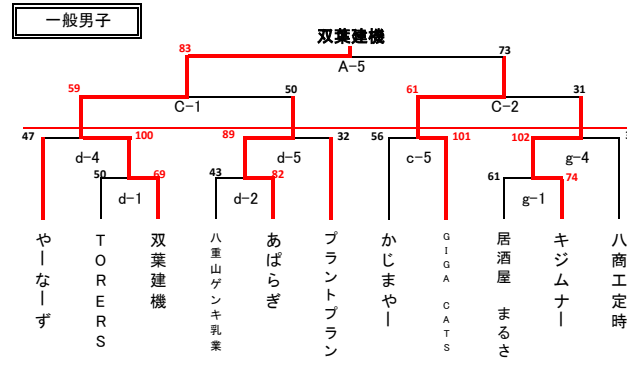 一般男子
双葉建機
83
73
A-5
59
50
61
31
C-1
C-2
47
100
89
32
56
101
102
d-4
d-5
c-5
g-4
50
69
43
82
61
74
d-1
d-2
g-1
やーなーず
TORERS
双葉建機
八重山ゲンキ乳業
あぱらぎ
プラントプラン
かじまやー
GIGA CATS
居酒屋 まるさ
キジムナー
八商工定時